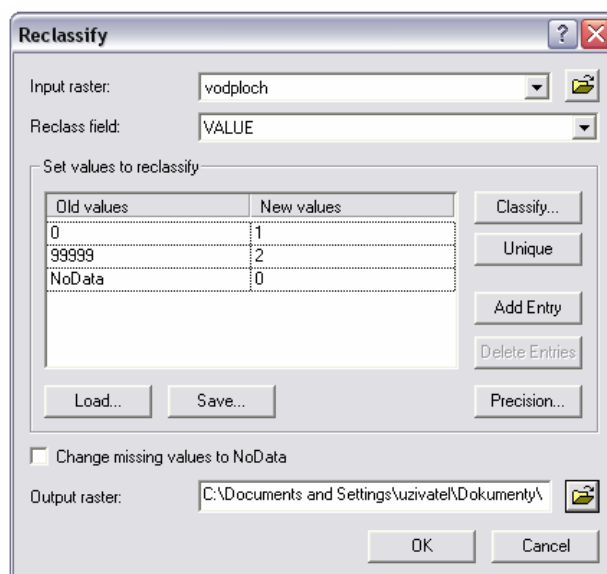 Reclassify
Input raster: vodploch
Reclass field: VALUE
Set values to reclassify
Old values New values
0 1
99999 2
NoData 0
Classify...
Unique
Add Entry
Delete Entries
Load... Save... Precision...
Change missing values to NoData
Output raster: C:\Documents and Settings\uzivatel\Dokumenty\
OK Cancel